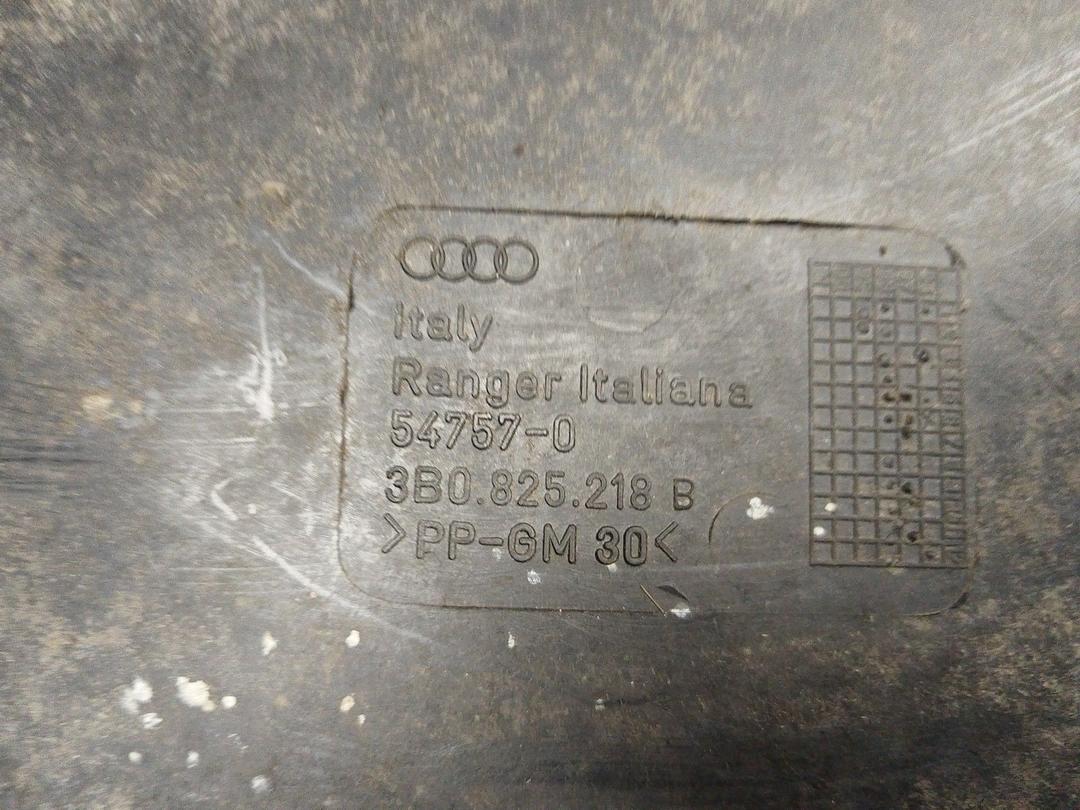 Italy
Ranger Italiana
54757-0
3B0.825.218 B
>PP-GM 30<